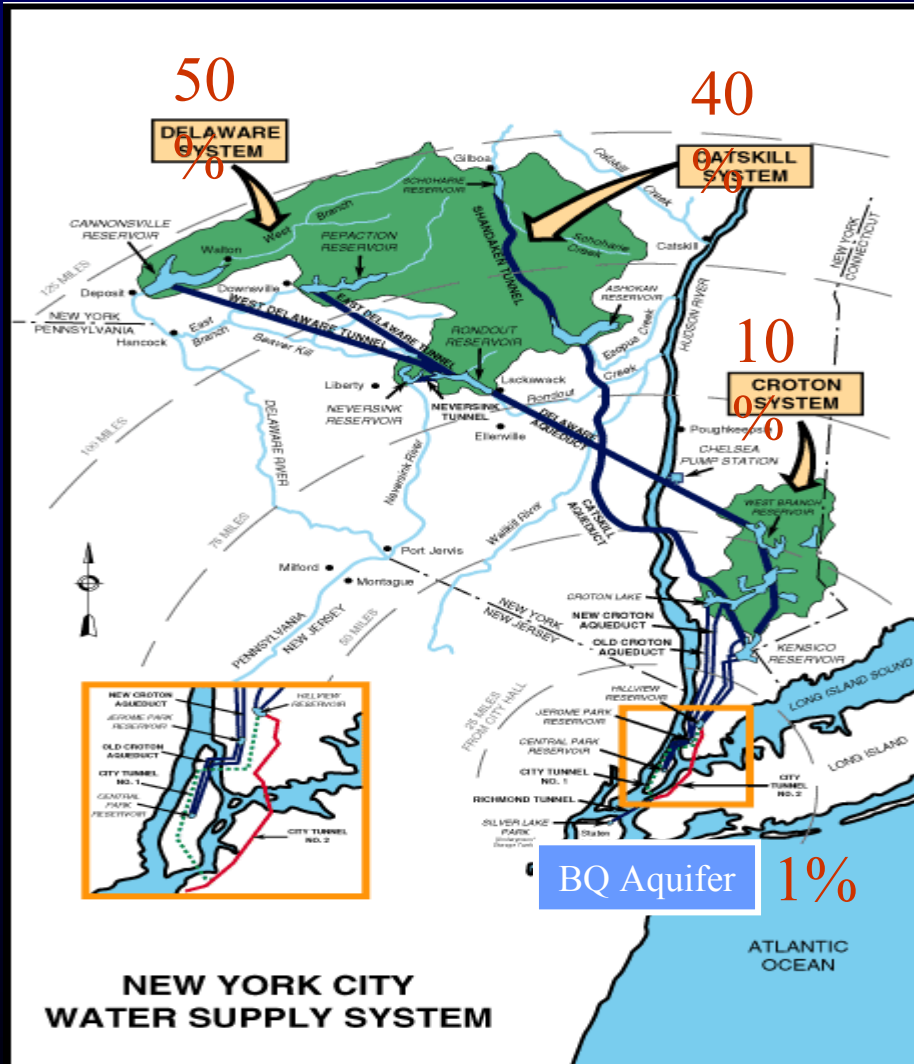 50
%
DELAWARE
SYSTEM
40
%
CATSKILL
SYSTEM
Gilboa
SCHOHARIE
RESERVOIR
Catskill
Creek
CANNONSVILLE
RESERVOIR
West Branch
Walton
PEPACTION
RESERVOIR
SHANDAKEN TUNNEL
Schoharie
Creek
Catskill
NEW YORK
CONNECTICUT
125 MILES
Deposit
Downsville
ASHOKAN
RESERVOIR
HUDSON RIVER
NEW YORK
PENNSYLVANIA
Hancock
East
Branch
WEST DELAWARE TUNNEL
EAST DELAWARE TUNNEL
Beaver Kill
RONDOUT
RESERVOIR
Esopus Creek
10
%
CROTON
SYSTEM
Liberty
Lackawack
Rondout
Creek
NEVERSINK
RESERVOIR
NEVERSINK
TUNNEL
Ellenville
DELAWARE
AQUEDUCT
Poughkeepsie
CHELSEA
PUMP STATION
100 MILES
DELAWARE RIVER
Neversink River
Wallkill River
CATSKILL
AQUEDUCT
WEST BRANCH
RESERVOIR
75 MILES
Port Jervis
Milford
Montague
CROTON LAKE
NEW YORK
NEW JERSEY
NEW CROTON
AQUEDUCT
OLD CROTON
AQUEDUCT
PENNSYLVANIA
NEW JERSEY
50 MILES
KENSICO
RESERVOIR
LONG ISLAND SOUND
HILLVIEW
RESERVOIR
JEROME PARK
RESERVOIR
25 MILES
FROM CITY HALL
CENTRAL PARK
RESERVOIR
LONG ISLAND
CITY TUNNEL
NO. 1
CITY
TUNNEL
NO. 2
RICHMOND TUNNEL
SILVER LAKE
PARK
Staten
NEW CROTON
AQUEDUCT
HILLVIEW
RESERVOIR
JEROME PARK
RESERVOIR
OLD CROTON
AQUEDUCT
CITY TUNNEL
NO. 1
CENTRAL
PARK
RESERVOIR
CITY TUNNEL
NO. 2
BQ Aquifer
1%
ATLANTIC
OCEAN
NEW YORK CITY
WATER SUPPLY SYSTEM